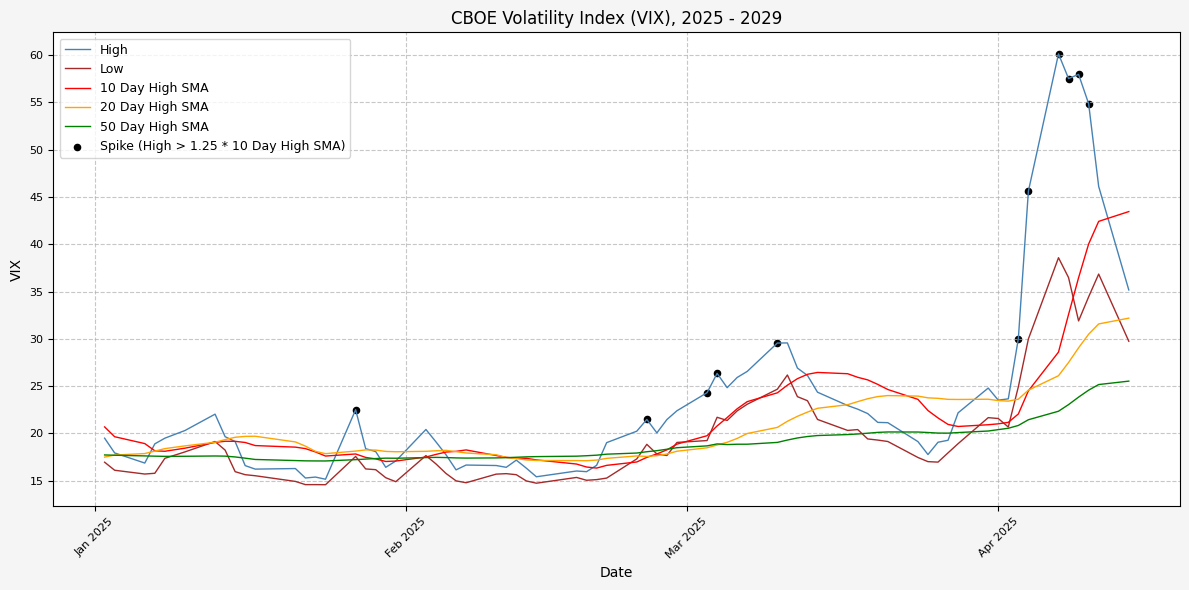 CBOE Volatility Index (VIX), 2025 - 2029
High
Low
10 Day High SMA
20 Day High SMA
50 Day High SMA
Spike (High > 1.25 * 10 Day High SMA)
VIX
60
55
50
45
40
35
30
25
20
15
Jan 2025
Feb 2025
Mar 2025
Apr 2025
Date